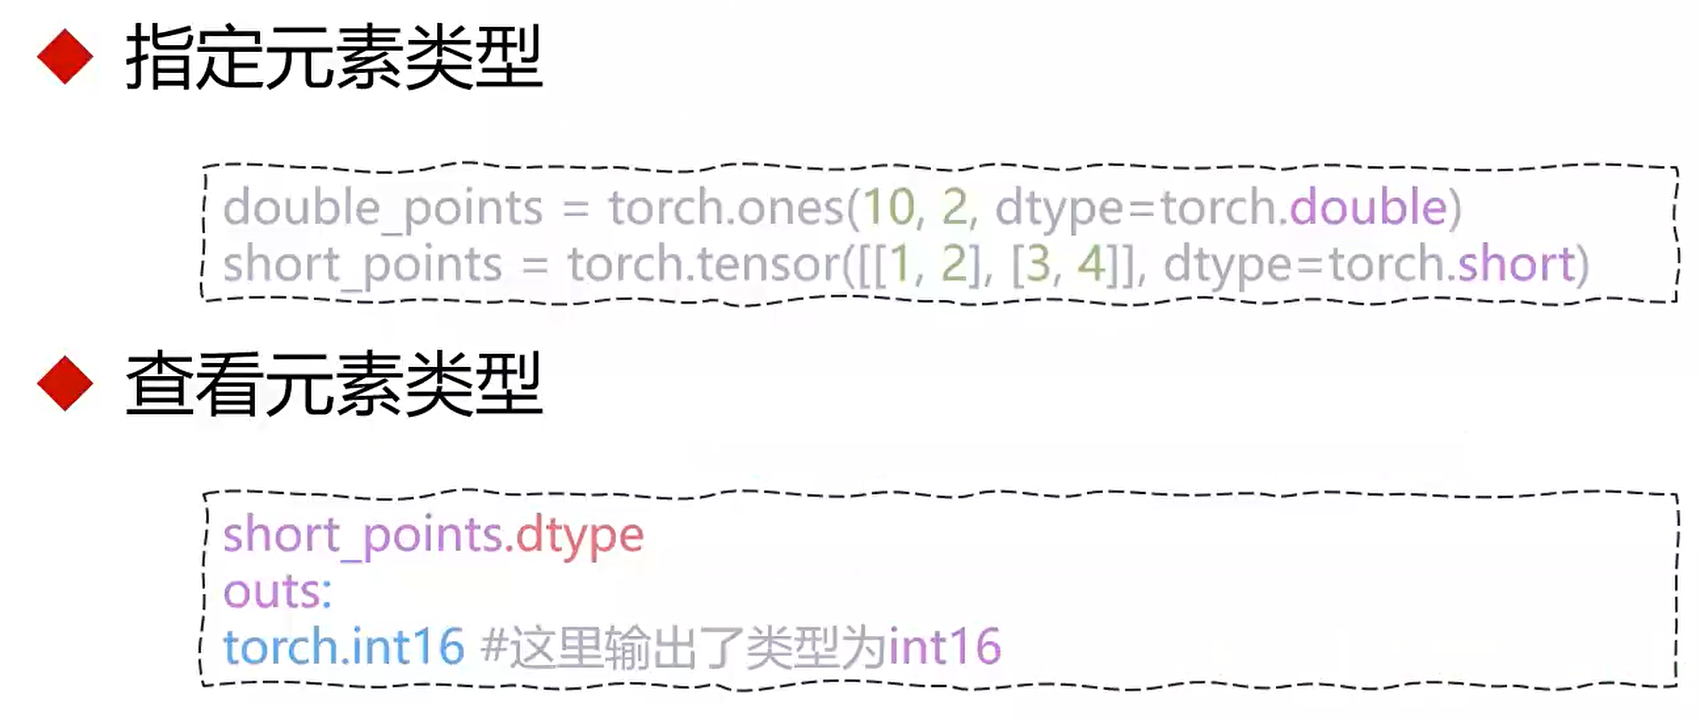 指定元素类型
double_points = torch.ones(10, 2, dtype=torch.double)
short_points = torch.tensor([[1, 2], [3, 4]], dtype=torch.short)
查看元素类型
short_points.dtype
outs:
torch.int16 #这里输出了类型为int16